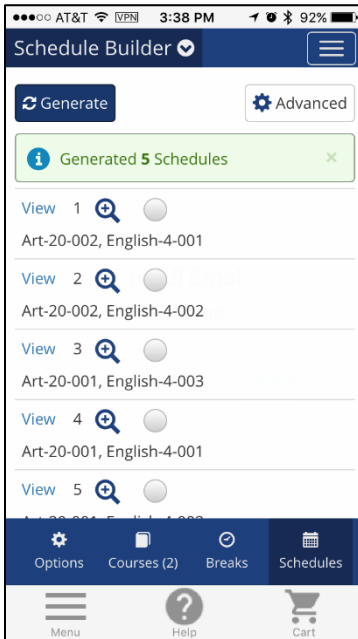 AT&T VPN 3:38 PM 92%
Schedule Builder
Generate Advanced
Generated 5 Schedules ×
View 1
Art-20-002, English-4-001
View 2
Art-20-002, English-4-002
View 3
Art-20-001, English-4-003
View 4
Art-20-001, English-4-001
View 5
Options Courses (2) Breaks Schedules
Menu Help Cart